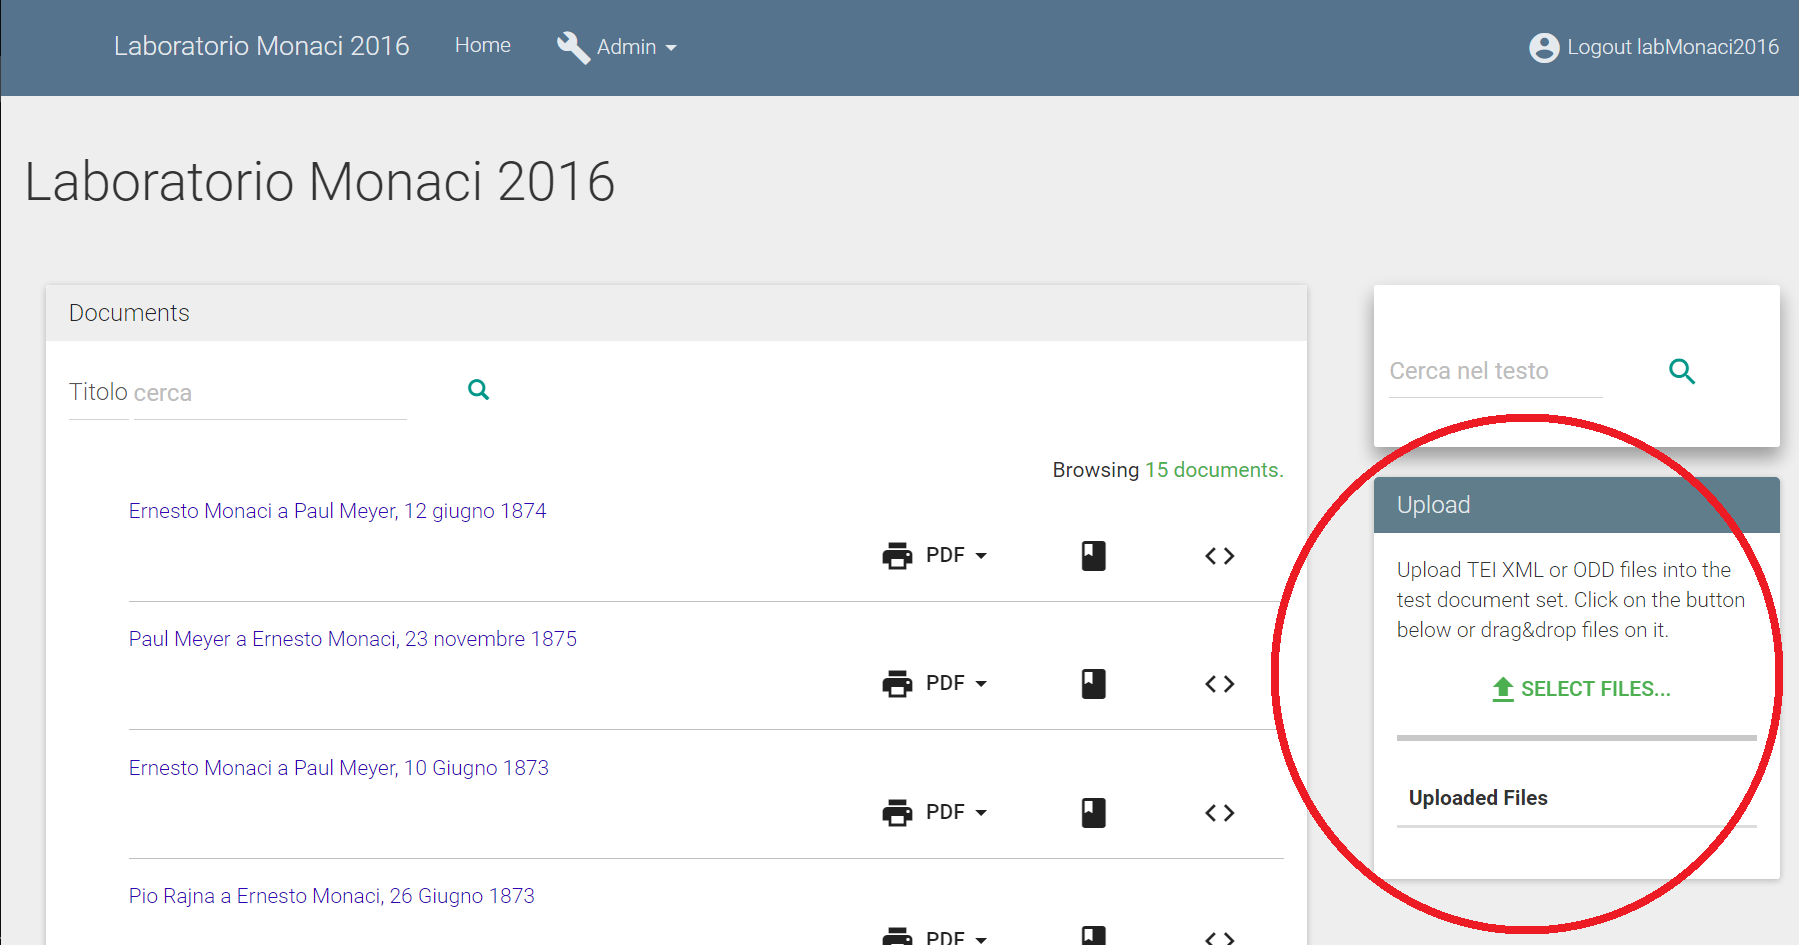 Laboratorio Monaci 2016
Home
Admin
Logout labMonaci2016
Laboratorio Monaci 2016
Documents
Titolo cerca
Browsing 15 documents.
Ernesto Monaci a Paul Meyer, 12 giugno 1874
PDF
Paul Meyer a Ernesto Monaci, 23 novembre 1875
PDF
Ernesto Monaci a Paul Meyer, 10 Giugno 1873
PDF
Pio Rajna a Ernesto Monaci, 26 Giugno 1873
PDF
Cerca nel testo
Upload
Upload TEI XML or ODD files into the
test document set. Click on the button
below or drag&drop files on it.
SELECT FILES...
Uploaded Files